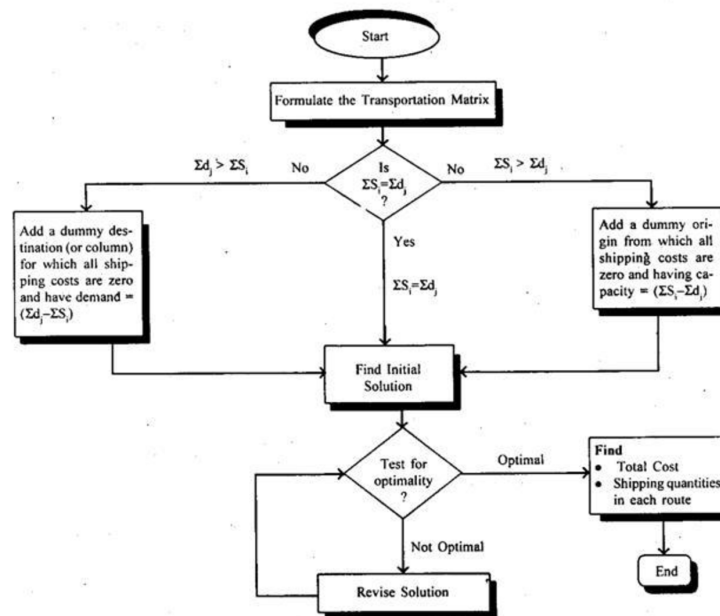 Start
Formulate the Transportation Matrix
Σdj > ΣSi
No
Is
ΣSi=Σdj
?
No
ΣSi > Σdj
Add a dummy des-
tination (or column)
for which all ship-
ping costs are zero
and have demand =
(Σdj–ΣSi)
Yes
ΣSi=Σdj
Add a dummy ori-
gin from which all
shipping costs are
zero and having ca-
pacity = (ΣSi–Σdj)
Find Initial
Solution
Test for
optimality
?
Optimal
Find
• Total Cost
• Shipping quantities
in each route
Not Optimal
Revise Solution
End